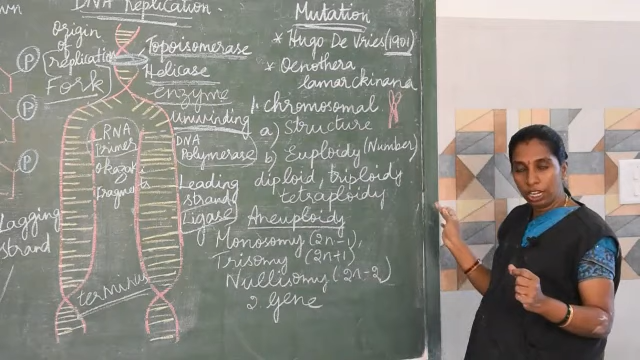 DNA Replication.
Origin
of
replication
Fork
Topoisomerase
Helicase
enzyme
unwinding
DNA
Polymerase
RNA
Primer
Okazaki
fragments
Leading
strand
Ligase
Lagging
strand
terminus
P
P
P
Mutation
* Hugo De Vries (1901)
* Oenothera
lamarckinana
1. chromosomal
a) Structure
b) Euploidy (Number)
diploid, triploidy
tetraploidy
Aneuploidy
Monosomy (2n-1),
Trisomy (2n+1)
Nullisomy (2n-2)
2. Gene